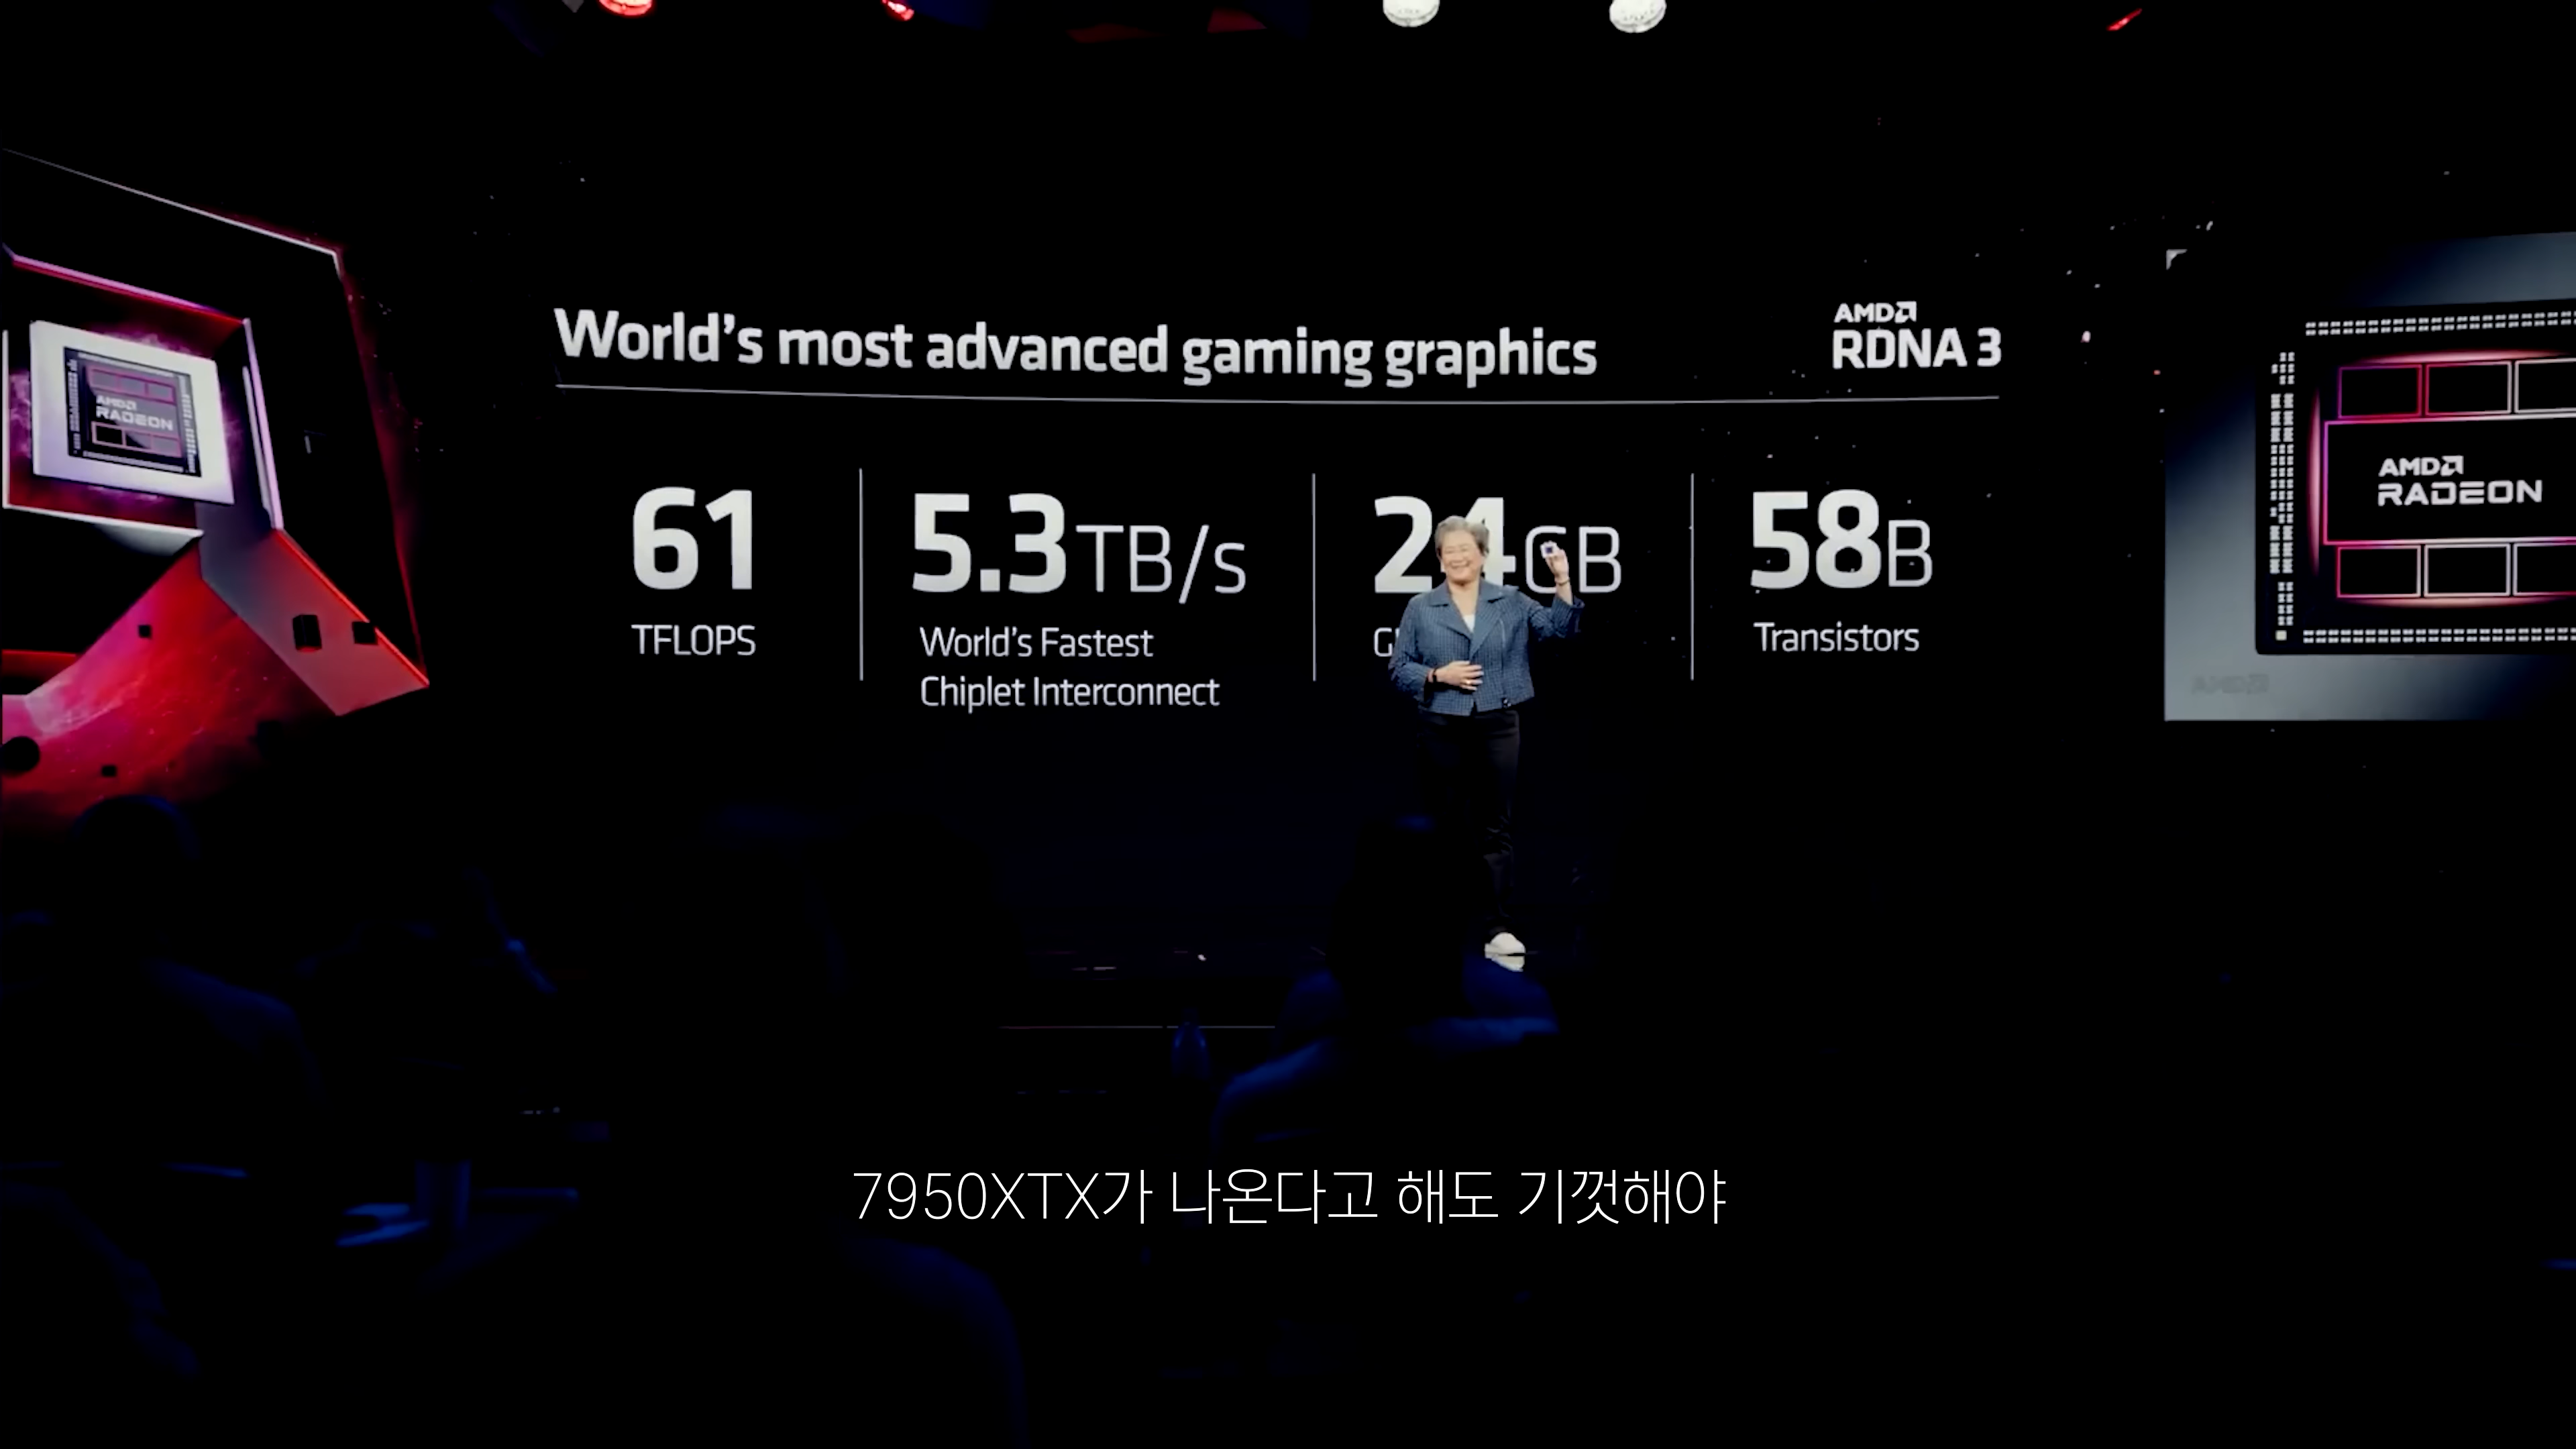 World's most advanced gaming graphics
AMD
RDNA 3
61
TFLOPS
5.3TB/s
World's Fastest
Chiplet Interconnect
24GB
58B
Transistors
AMD
RADEON
AMD
RADEON
AMD
7950XTX가 나온다고 해도 기껏해야